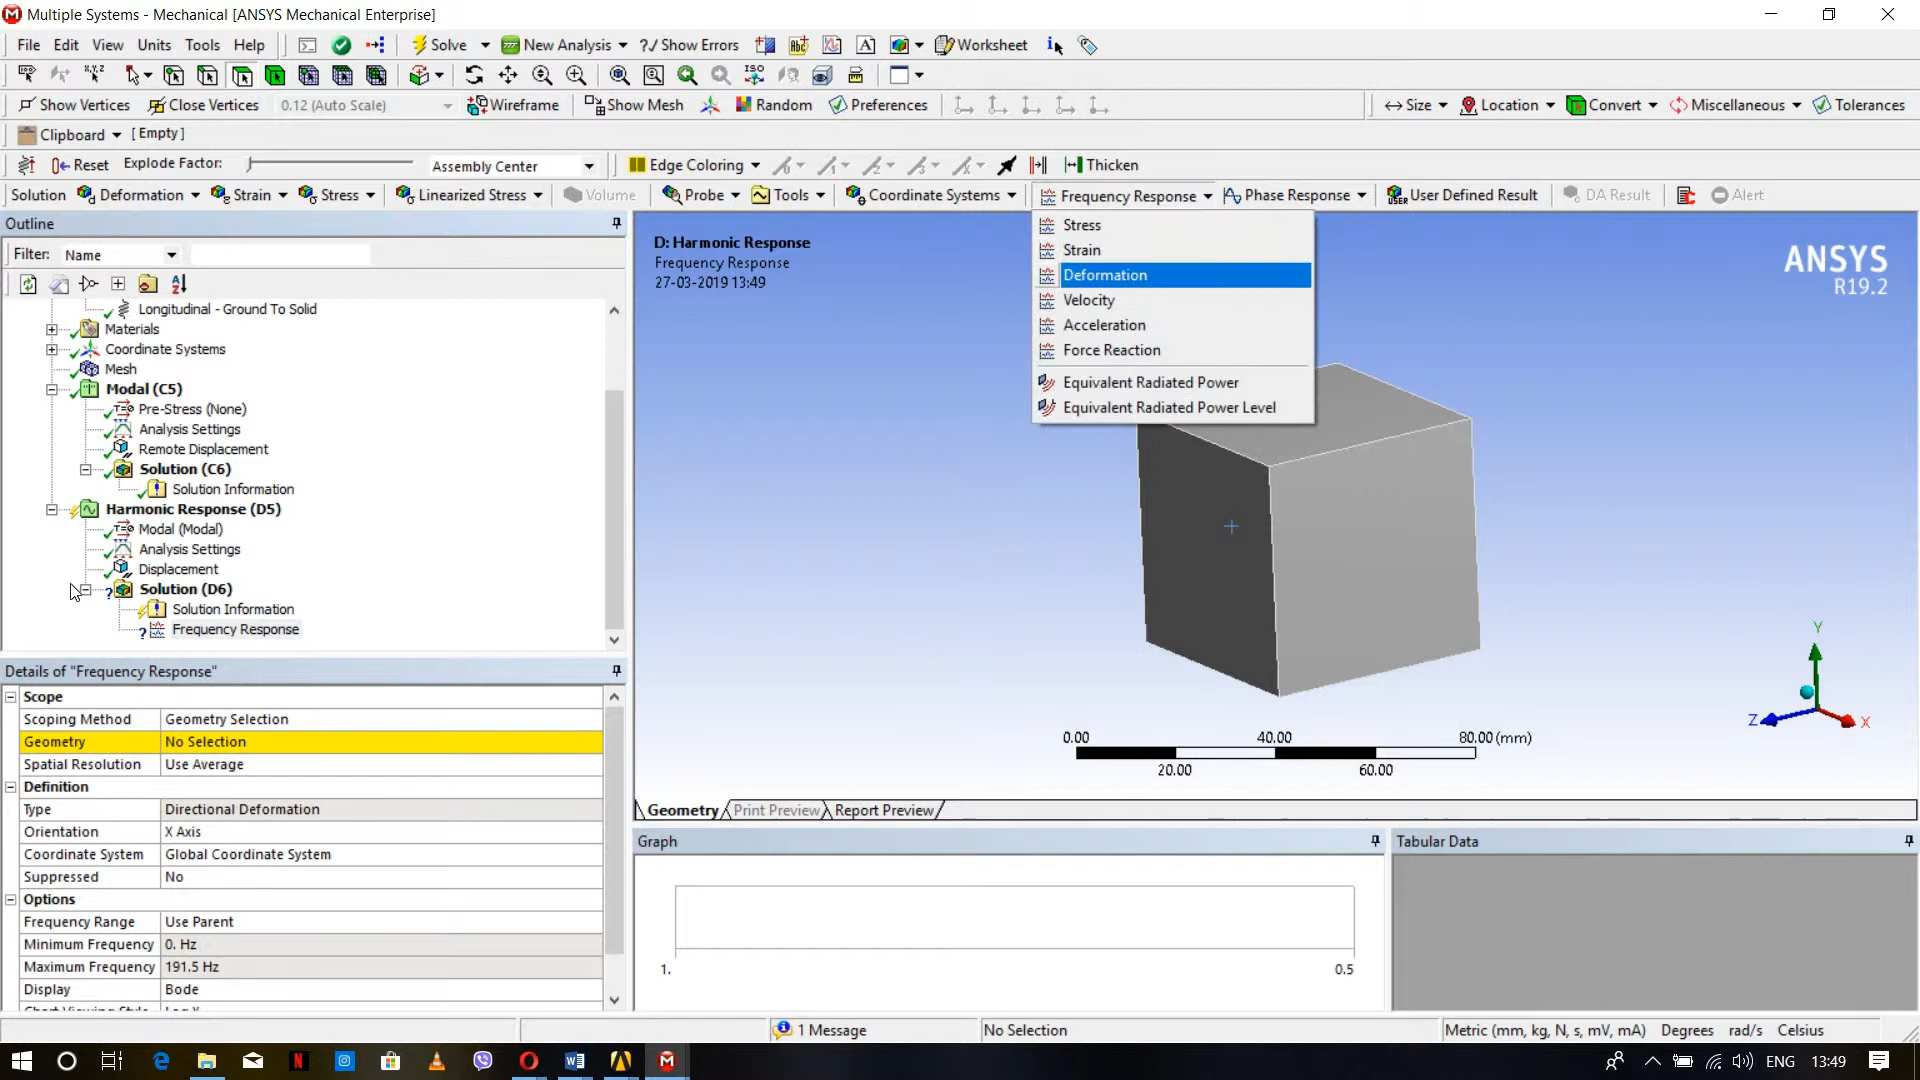 Multiple Systems - Mechanical [ANSYS Mechanical Enterprise]
File Edit View Units Tools Help Solve New Analysis ?/ Show Errors Worksheet
Show Vertices Close Vertices 0.12 (Auto Scale) Wireframe Show Mesh Random Preferences Size Location Convert Miscellaneous Tolerances
Clipboard [ Empty ]
Reset Explode Factor: Assembly Center Edge Coloring Thicken
Solution Deformation Strain Stress Linearized Stress Volume Probe Tools Coordinate Systems Frequency Response Phase Response User Defined Result DA Result Alert
Outline
Filter: Name
Longitudinal - Ground To Solid
Materials
Coordinate Systems
Mesh
Modal (C5)
Pre-Stress (None)
Analysis Settings
Remote Displacement
Solution (C6)
Solution Information
Harmonic Response (D5)
Modal (Modal)
Analysis Settings
Displacement
Solution (D6)
Solution Information
Frequency Response
Details of "Frequency Response"
Scope
Scoping Method Geometry Selection
Geometry No Selection
Spatial Resolution Use Average
Definition
Type Directional Deformation
Orientation X Axis
Coordinate System Global Coordinate System
Suppressed No
Options
Frequency Range Use Parent
Minimum Frequency 0. Hz
Maximum Frequency 191.5 Hz
Display Bode
D: Harmonic Response
Frequency Response
27-03-2019 13:49
Stress
Strain
Deformation
Velocity
Acceleration
Force Reaction
Equivalent Radiated Power
Equivalent Radiated Power Level
ANSYS
R19.2
Y
Z
X
0.00 40.00 80.00 (mm)
20.00 60.00
Geometry Print Preview Report Preview
Graph
1. 0.5
Tabular Data
1 Message No Selection Metric (mm, kg, N, s, mV, mA) Degrees rad/s Celsius
ENG 13:49